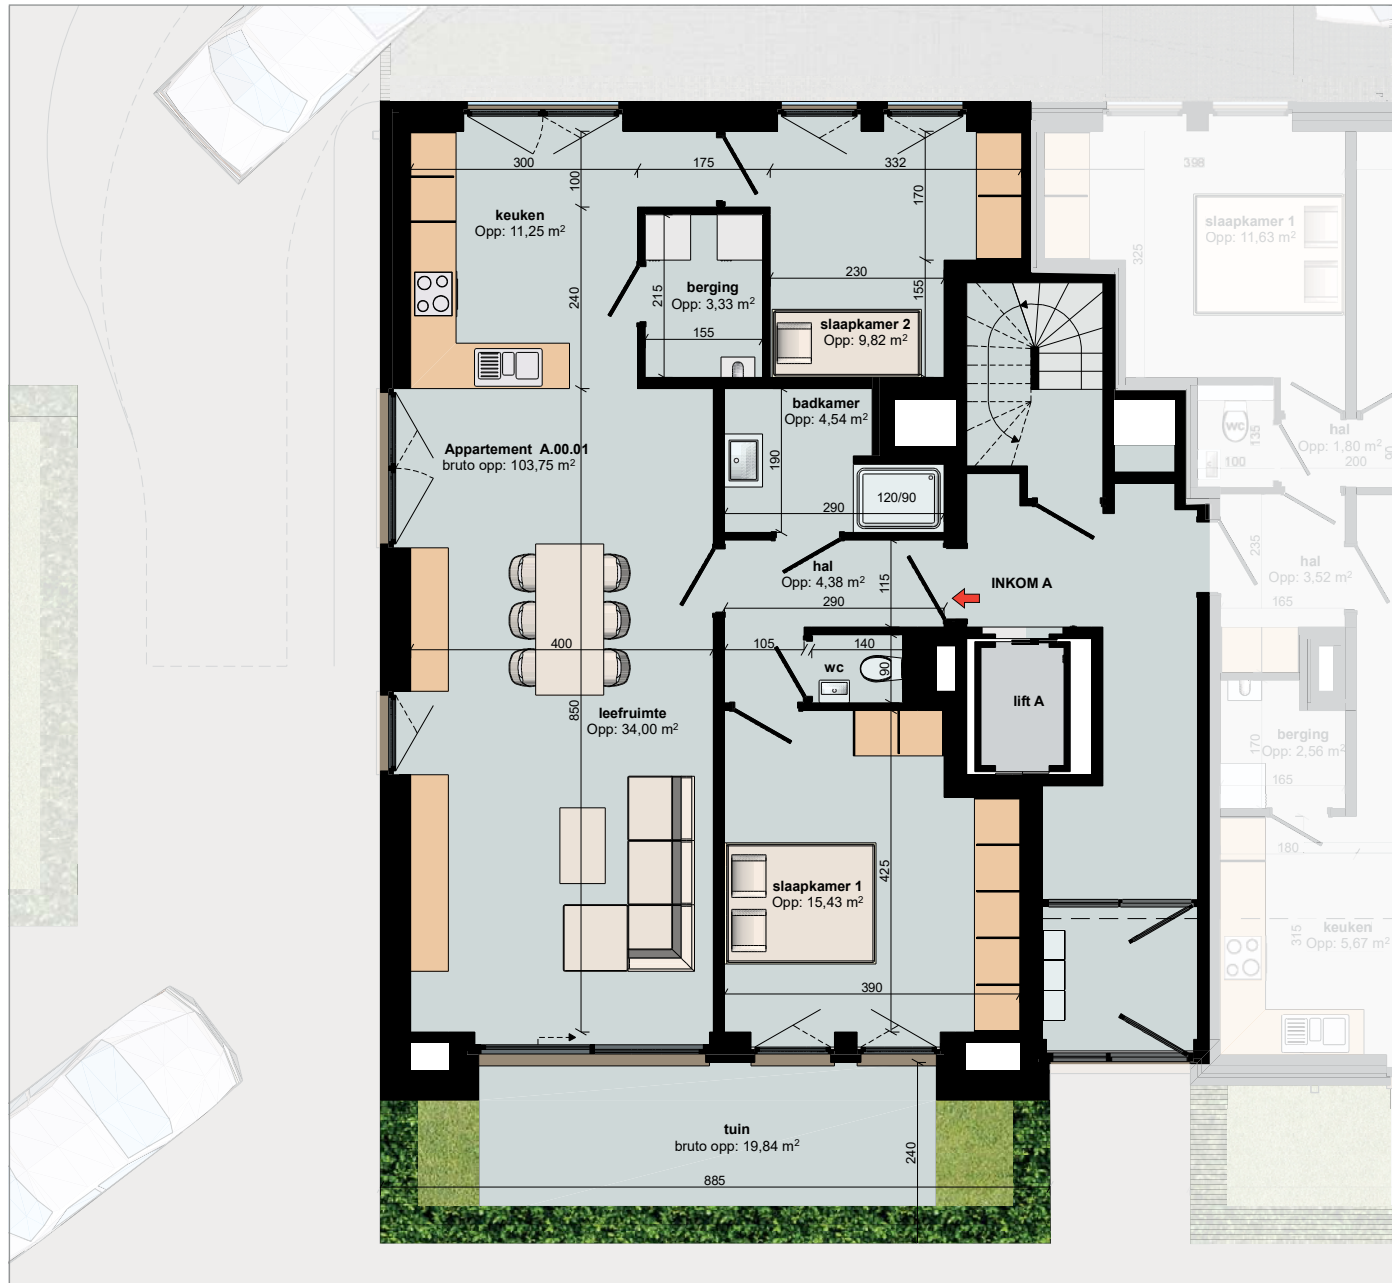 300
175
332
398
100
170
keuken
Opp: 11,25 m²
slaapkamer 1
Opp: 11,63 m²
325
240
215
berging
Opp: 3,33 m²
230
155
155
slaapkamer 2
Opp: 9,82 m²
badkamer
Opp: 4,54 m²
wc
135
100
hal
Opp: 1,80 m²
200
90
Appartement A.00.01
bruto opp: 103,75 m²
190
120/90
290
235
hal
Opp: 3,52 m²
165
hal
Opp: 4,38 m²
115
290
INKOM A
400
105
140
wc
90
850
leefruimte
Opp: 34,00 m²
lift A
170
berging
Opp: 2,56 m²
165
180
425
slaapkamer 1
Opp: 15,43 m²
315
keuken
Opp: 5,67 m²
390
tuin
bruto opp: 19,84 m²
240
885